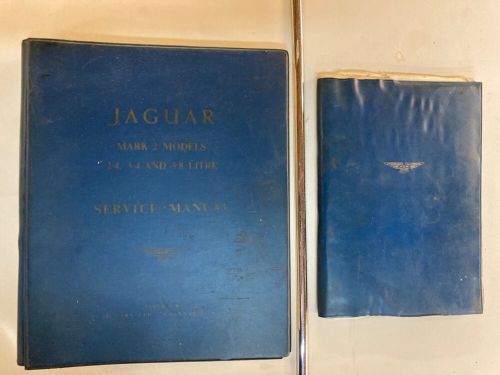 JAGUAR
MARK 2 MODELS
2·4, 3·4 AND 3·8 LITRE
SERVICE MANUAL